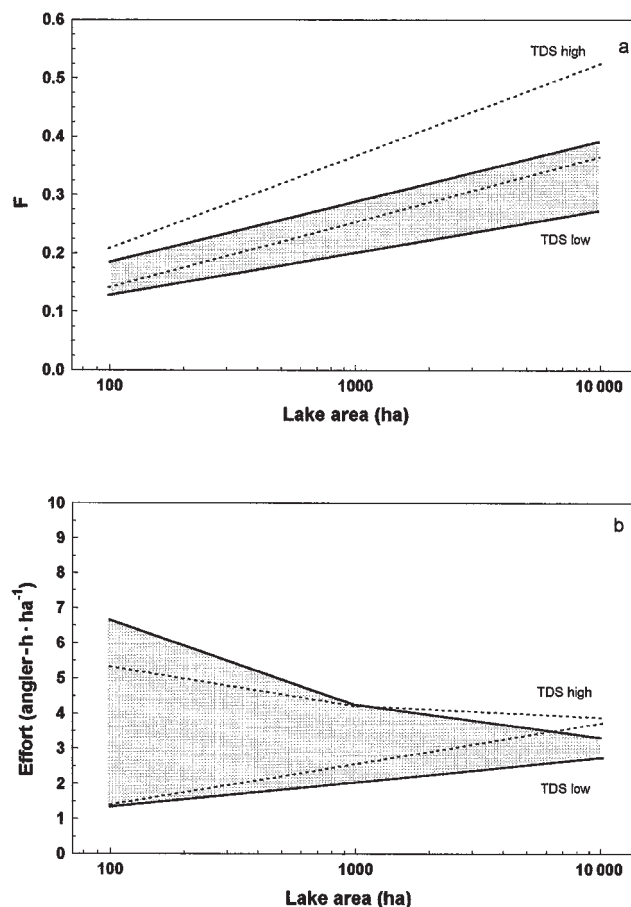 a
TDS high
0.6
0.5
0.4
0.3
0.2
0.1
0.0
F
TDS low
100
1000
10 000
Lake area (ha)
b
10
9
8
7
6
5
4
3
2
1
0
Effort (angler-h · ha⁻¹)
TDS high
TDS low
100
1000
10 000
Lake area (ha)